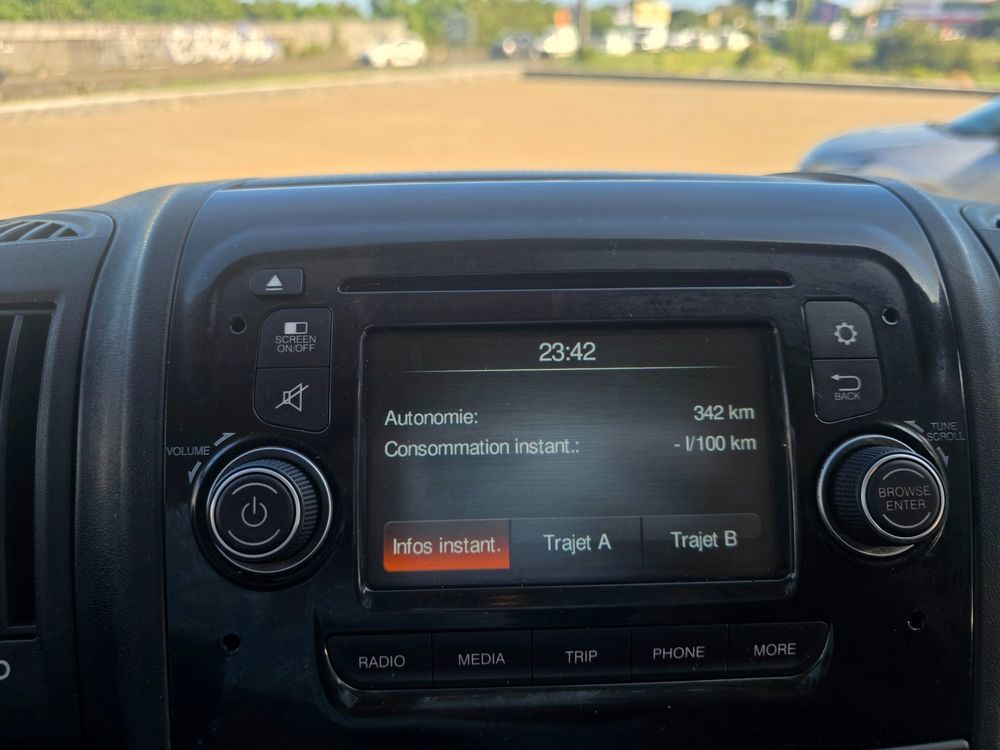 SCREEN
ON/OFF
23:42
BACK
VOLUME
TUNE
SCROLL
Autonomie: 342 km
Consommation instant.: - l/100 km
BROWSE
ENTER
Infos instant. Trajet A Trajet B
RADIO MEDIA TRIP PHONE MORE